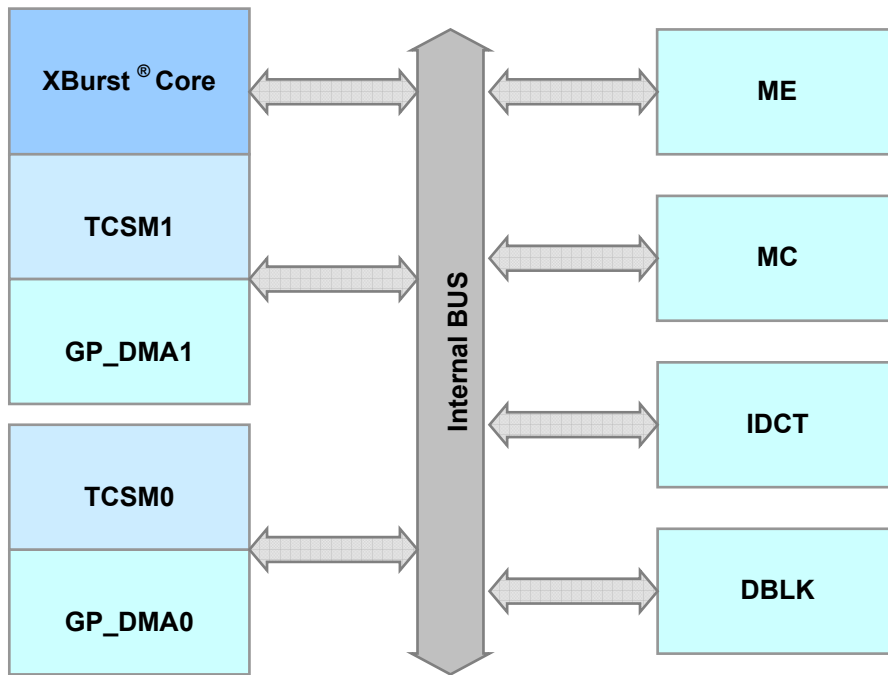 XBurst ® Core
TCSM1
GP_DMA1
TCSM0
GP_DMA0
Internal BUS
ME
MC
IDCT
DBLK